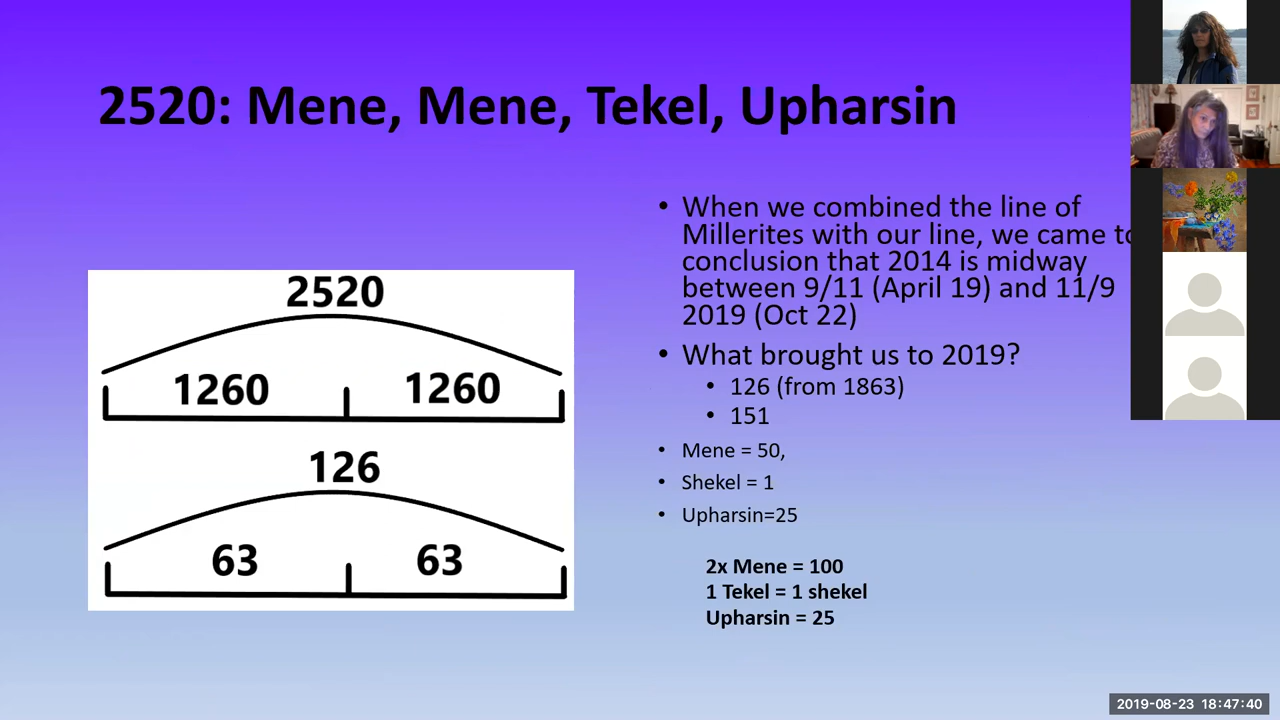 2520: Mene, Mene, Tekel, Upharsin
2520
1260 1260
126
63 63
• When we combined the line of
Millerites with our line, we came to
conclusion that 2014 is midway
between 9/11 (April 19) and 11/9
2019 (Oct 22)
• What brought us to 2019?
• 126 (from 1863)
• 151
• Mene = 50,
• Shekel = 1
• Upharsin=25
2x Mene = 100
1 Tekel = 1 shekel
Upharsin = 25
2019-08-23 18:47:40